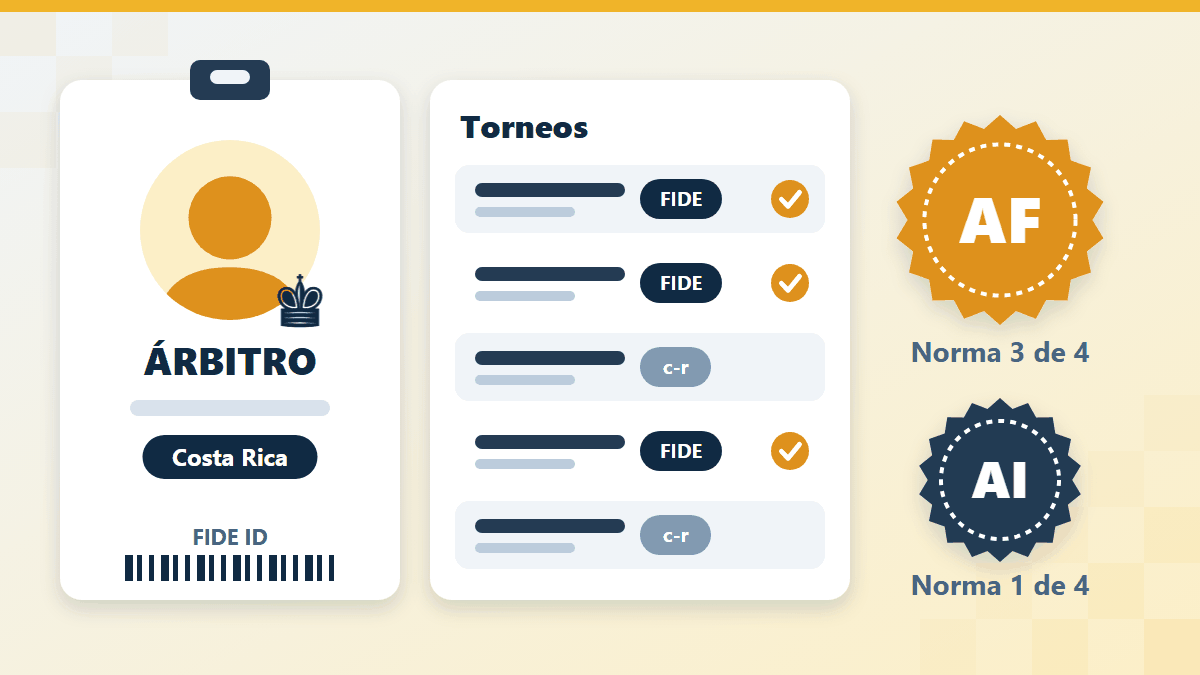 ÁRBITRO
Costa Rica
FIDE ID
Torneos
FIDE
FIDE
c-r
FIDE
c-r
AF
Norma 3 de 4
AI
Norma 1 de 4